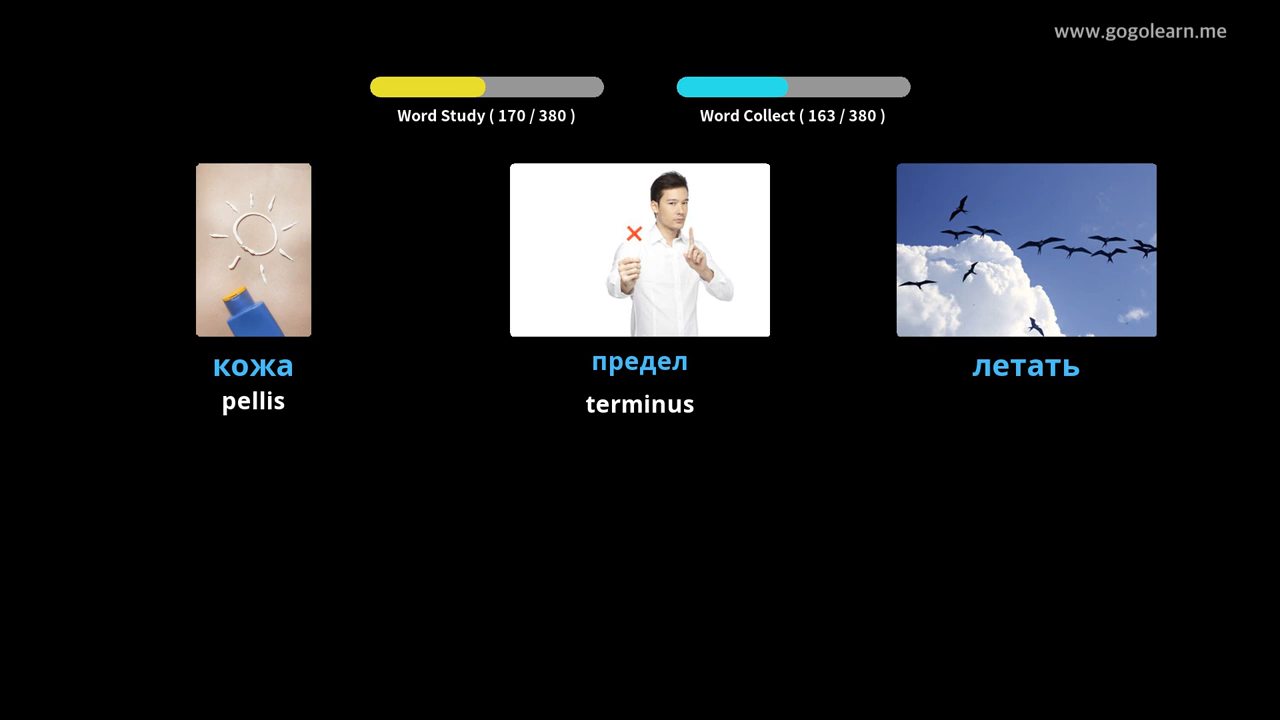 www.gogolearn.me
Word Study ( 170 / 380 )
Word Collect ( 163 / 380 )
кожа
pellis
предел
terminus
летать